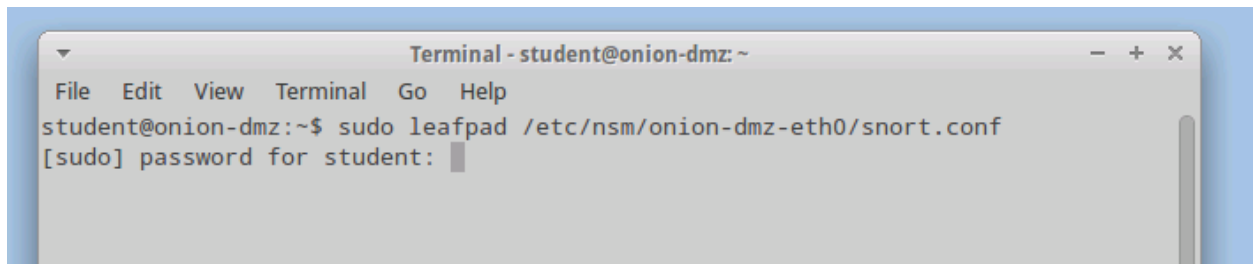 Terminal - student@onion-dmz: ~
File Edit View Terminal Go Help
student@onion-dmz:~$ sudo leafpad /etc/nsm/onion-dmz-eth0/snort.conf
[sudo] password for student: